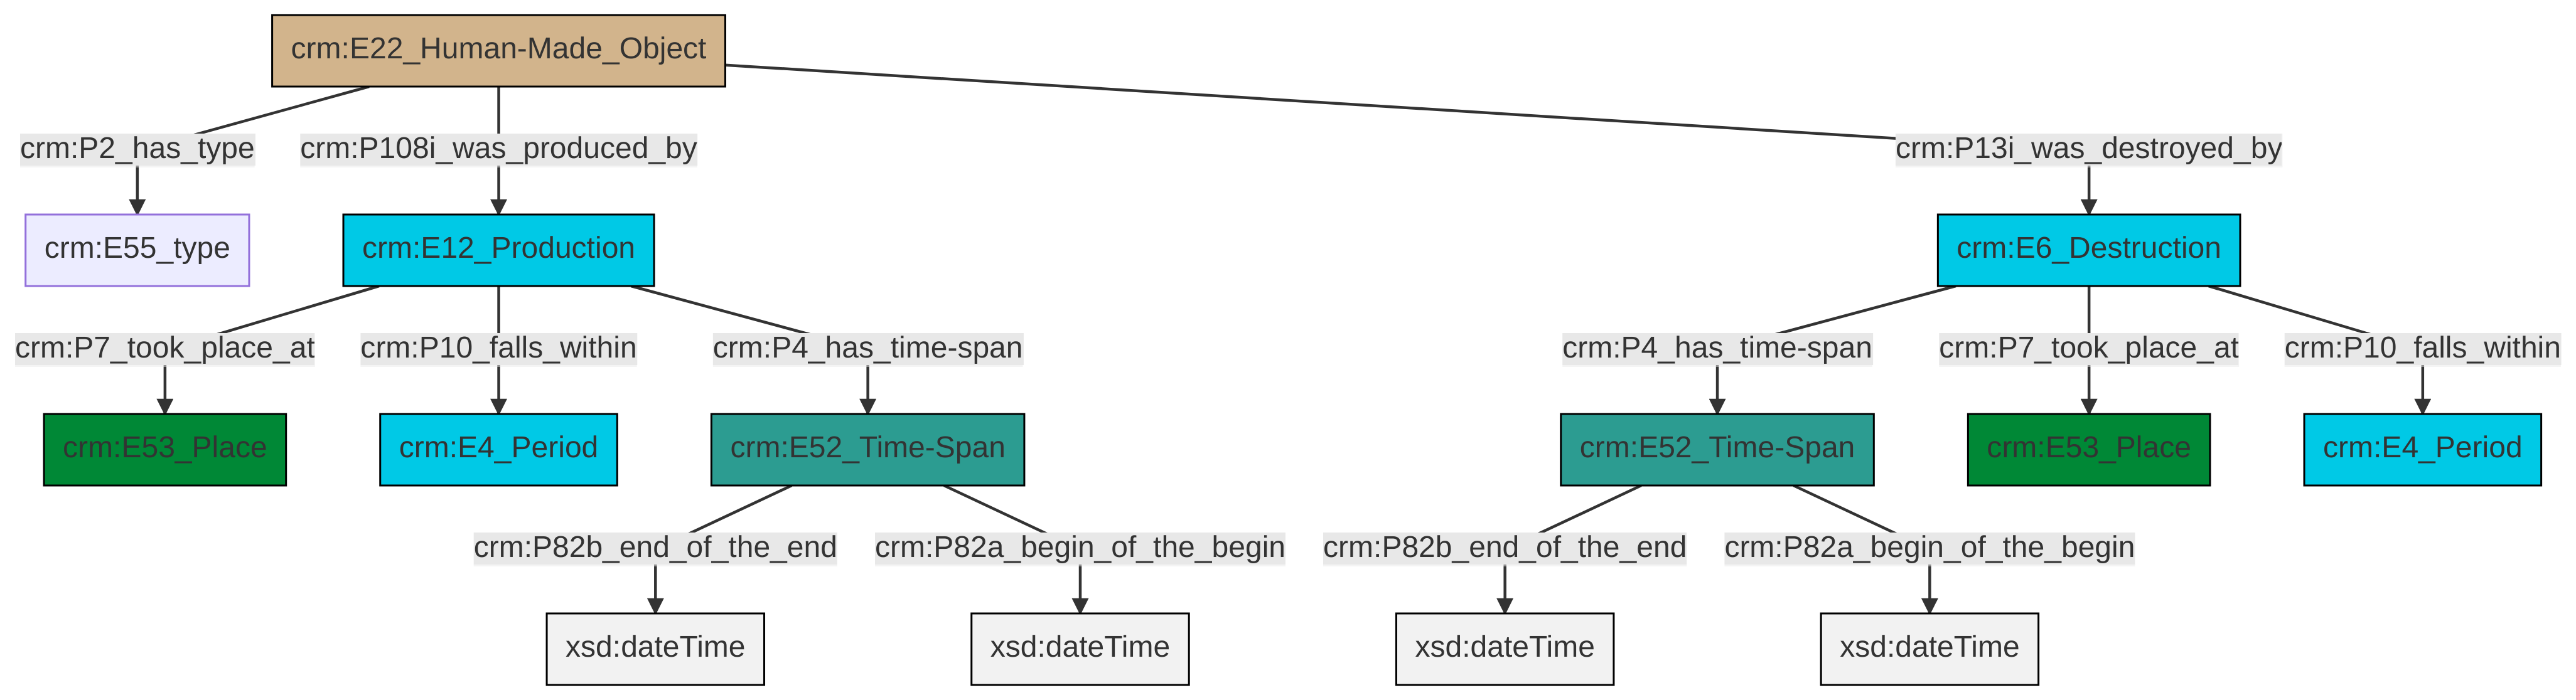 crm:E22_Human-Made_Object
crm:P2_has_type
crm:P108i_was_produced_by
crm:P13i_was_destroyed_by
crm:E55_type
crm:E12_Production
crm:E6_Destruction
crm:P7_took_place_at
crm:P10_falls_within
crm:P4_has_time-span
crm:P4_has_time-span
crm:P7_took_place_at
crm:P10_falls_within
crm:E53_Place
crm:E4_Period
crm:E52_Time-Span
crm:E52_Time-Span
crm:E53_Place
crm:E4_Period
crm:P82b_end_of_the_end
crm:P82a_begin_of_the_begin
crm:P82b_end_of_the_end
crm:P82a_begin_of_the_begin
xsd:dateTime
xsd:dateTime
xsd:dateTime
xsd:dateTime